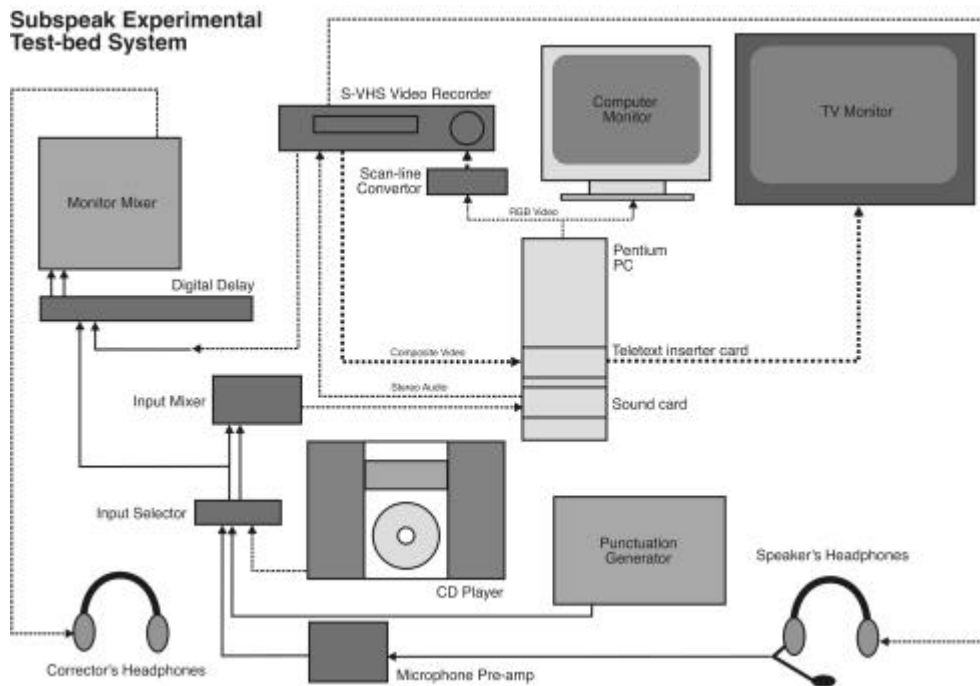 Subspeak Experimental
Test-bed System
S-VHS Video Recorder
Computer
Monitor
TV Monitor
Scan-line
Convertor
Monitor Mixer
RGB Video
Pentium
PC
Digital Delay
Composite Video
Teletext inserter card
Stereo Audio
Input Mixer
Sound card
Input Selector
Punctuation
Generator
Speaker's Headphones
CD Player
Corrector's Headphones
Microphone Pre-amp